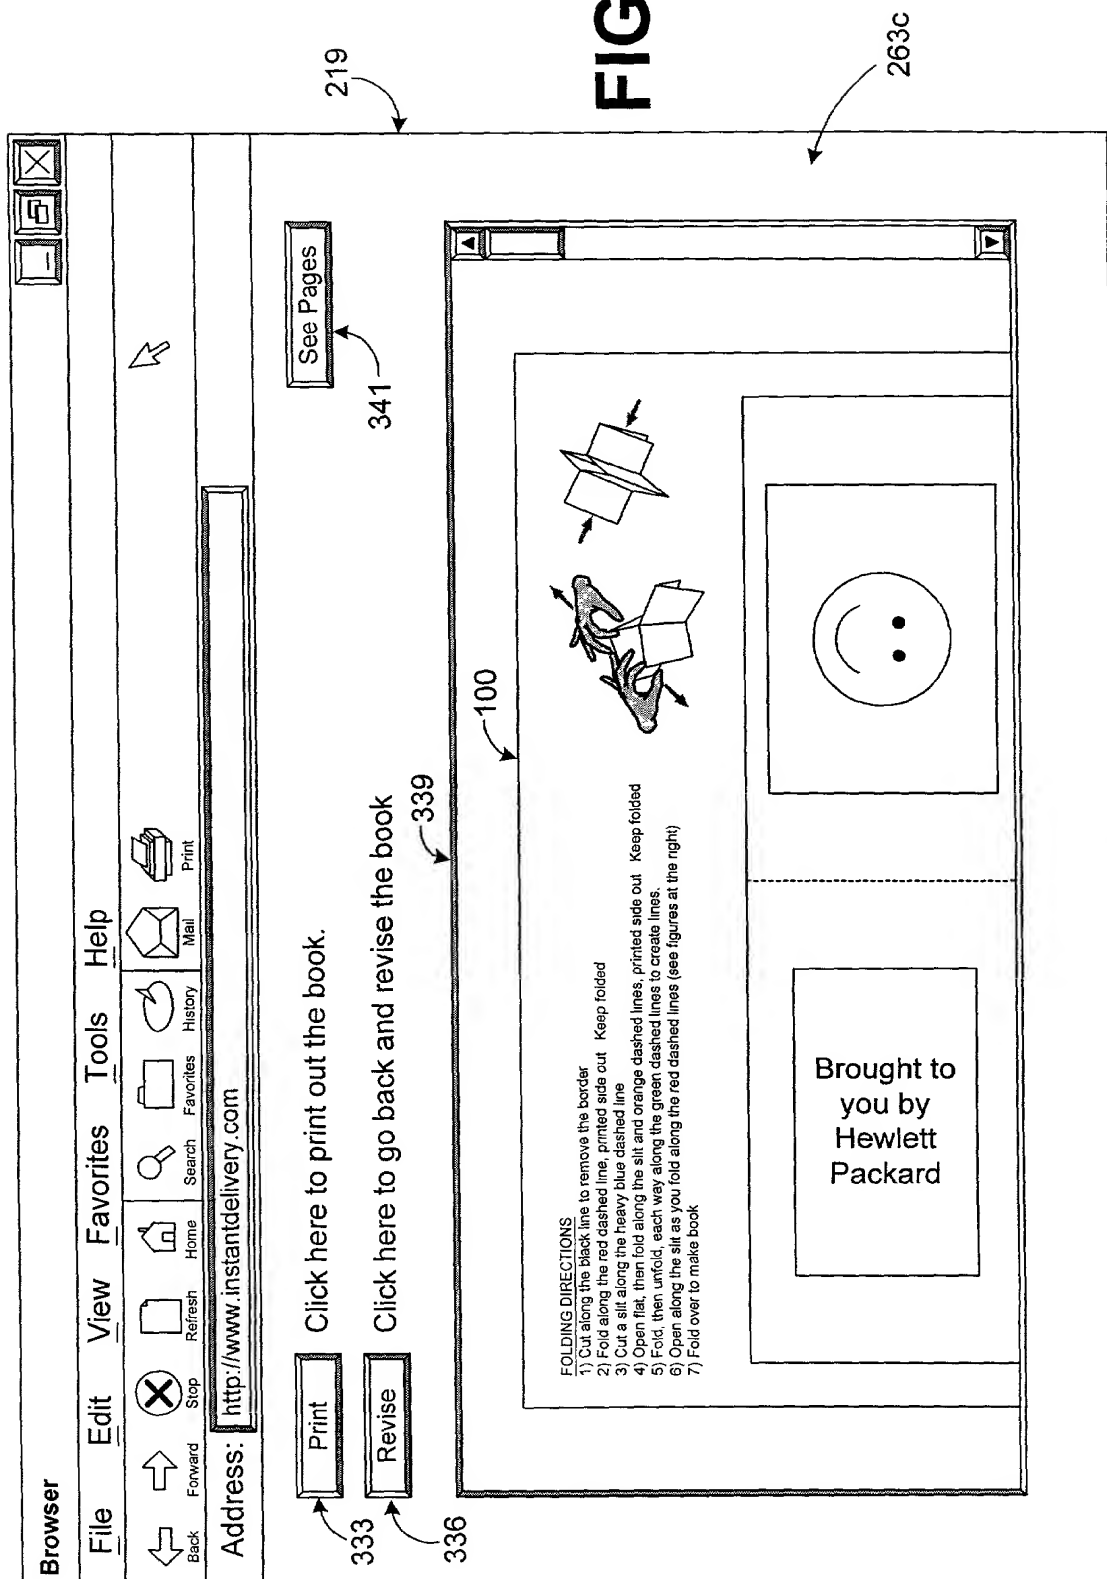 Browser
File Edit View Favorites Tools Help
Back Forward Stop Refresh Home Search Favorites History Mail Print
Address: http://www.instantdelivery.com
219
Print Click here to print out the book.
See Pages
333
341
Revise Click here to go back and revise the book
336
339
100
FOLDING DIRECTIONS
1) Cut along the black line to remove the border
2) Fold along the red dashed line, printed side out Keep folded
3) Cut a slit along the heavy blue dashed line
4) Open flat, then fold along the slit and orange dashed lines, printed side out Keep folded
5) Fold, then unfold, each way along the green dashed lines to create lines.
6) Open along the slit as you fold along the red dashed lines (see figures at the right)
7) Fold over to make book
Brought to
you by
Hewlett
Packard
263c
FIG